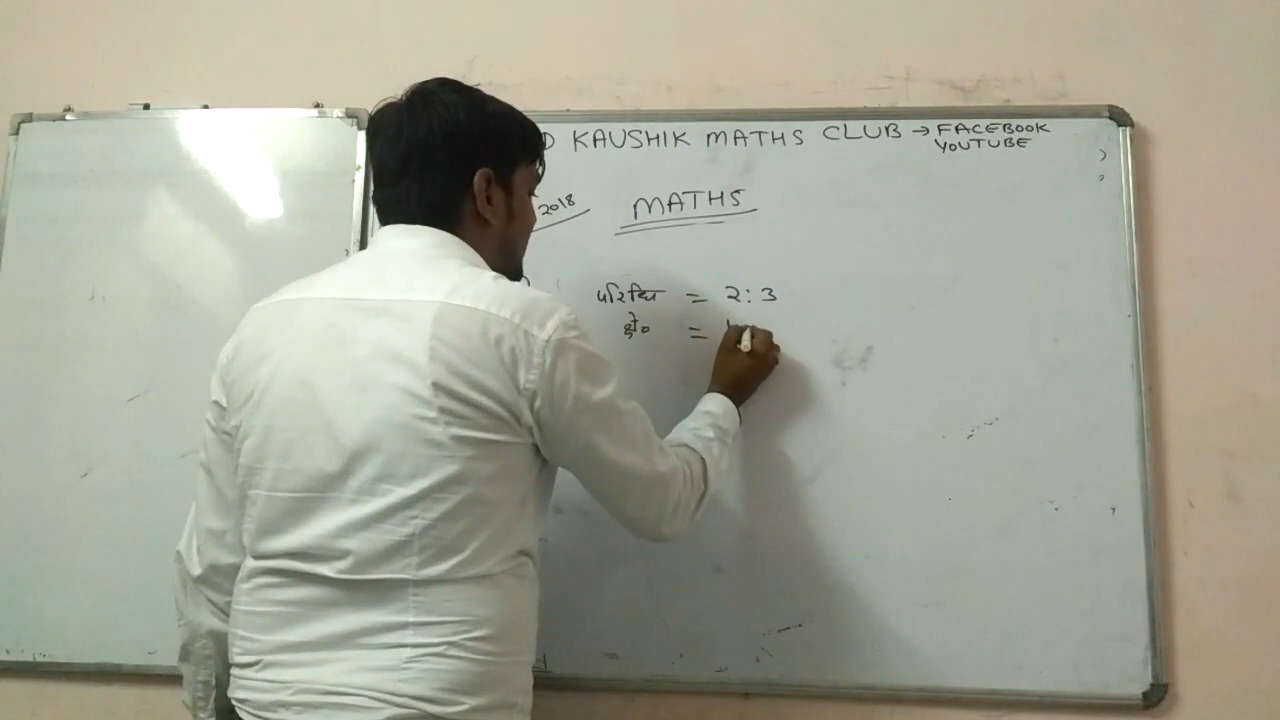 KAUSHIK MATHS CLUB → FACEBOOK
YOUTUBE
2018
MATHS
परिधि = 2:3
क्षे० =